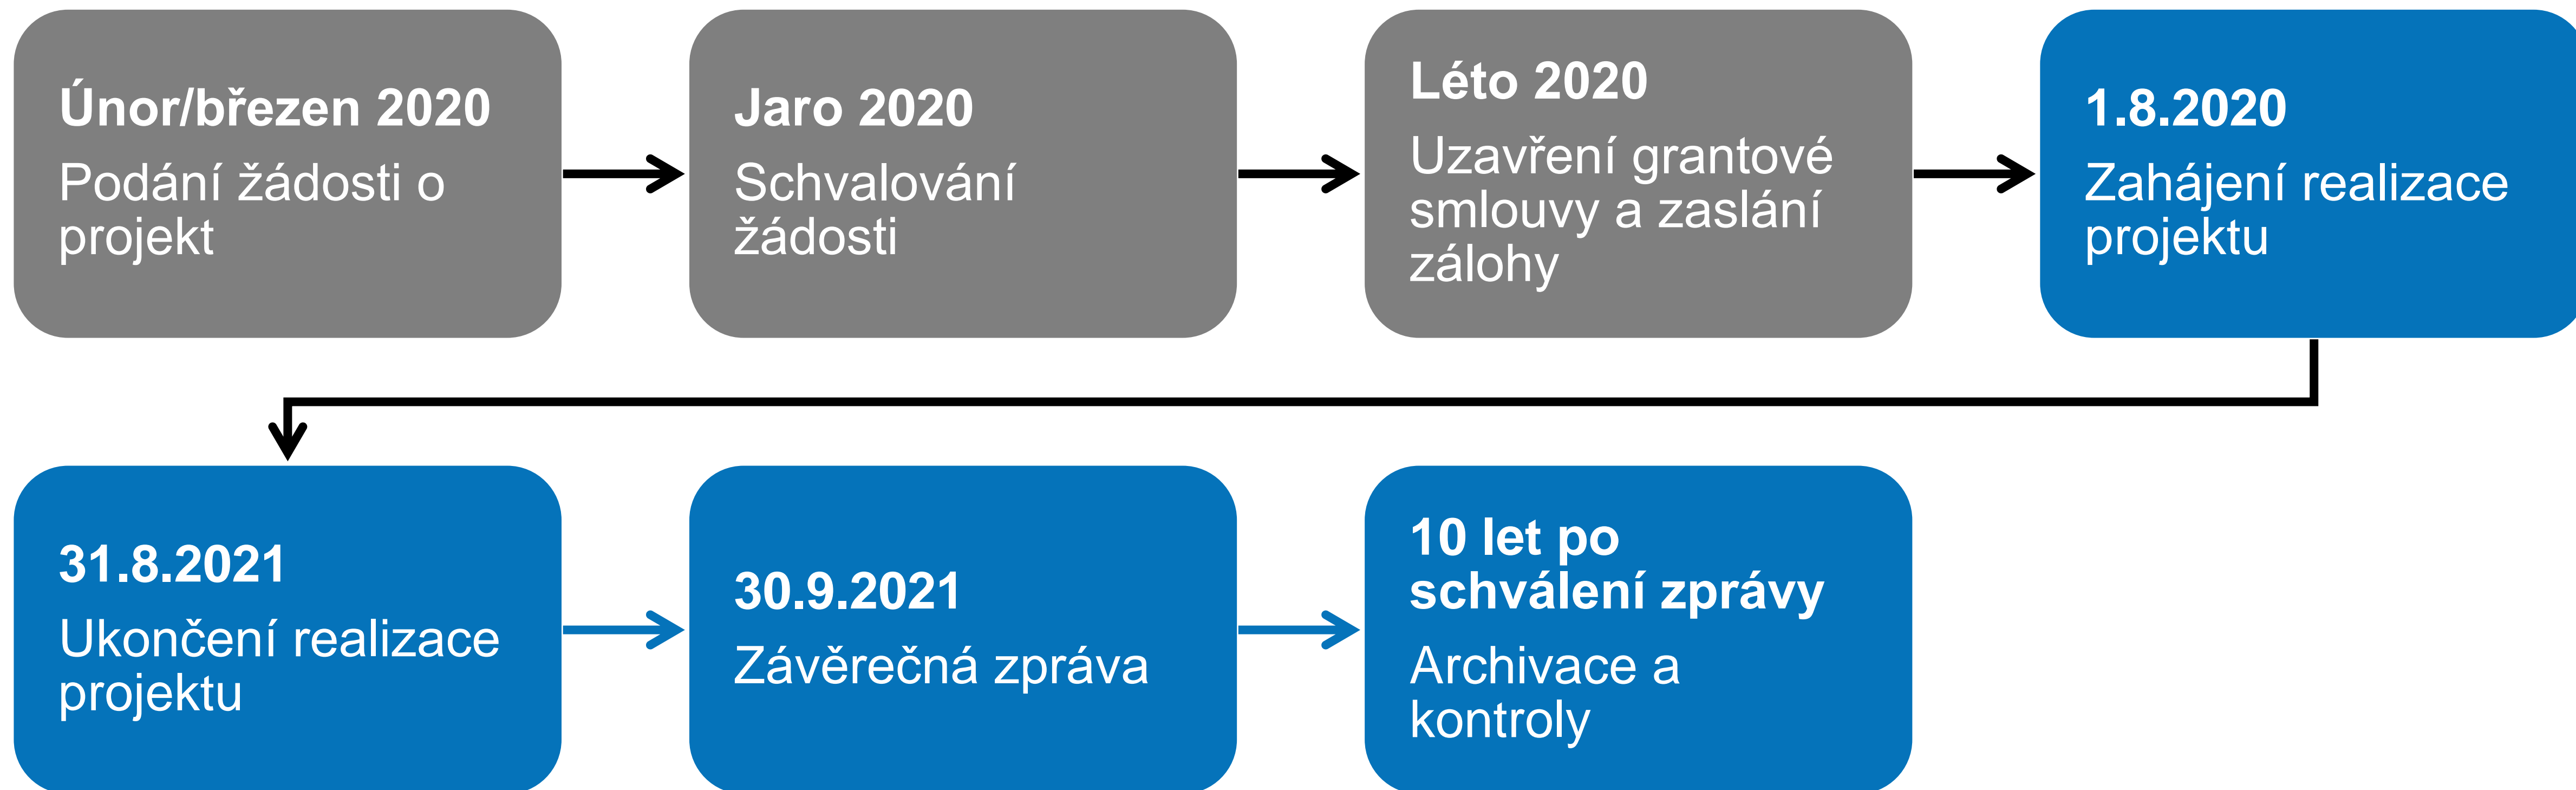 Únor/březen 2020
Podání žádosti o
projekt
Jaro 2020
Schvalování
žádosti
Léto 2020
Uzavření grantové
smlouvy a zaslání
zálohy
1.8.2020
Zahájení realizace
projektu
31.8.2021
Ukončení realizace
projektu
30.9.2021
Závěrečná zpráva
10 let po
schválení zprávy
Archivace a
kontroly